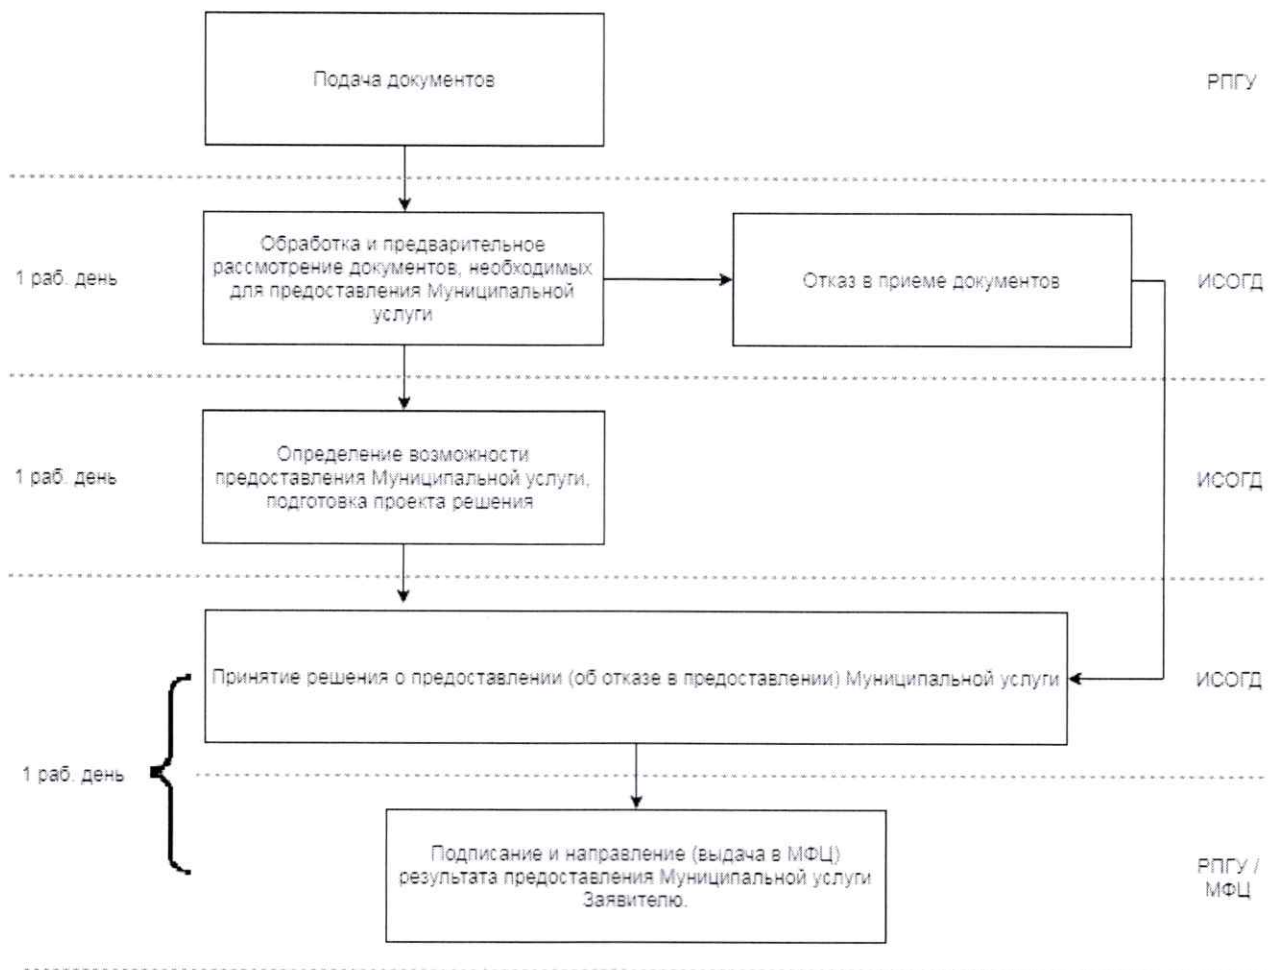 Подача документов
РПГУ
1 раб. день
Обработка и предварительное
рассмотрение документов, необходимых
для предоставления Муниципальной
услуги
Отказ в приеме документов
ИСОГД
1 раб. день
Определение возможности
предоставления Муниципальной услуги,
подготовка проекта решения
ИСОГД
Принятие решения о предоставлении (об отказе в предоставлении) Муниципальной услуги
ИСОГД
1 раб. день
Подписание и направление (выдача в МФЦ)
результата предоставления Муниципальной услуги
Заявителю.
РПГУ /
МФЦ